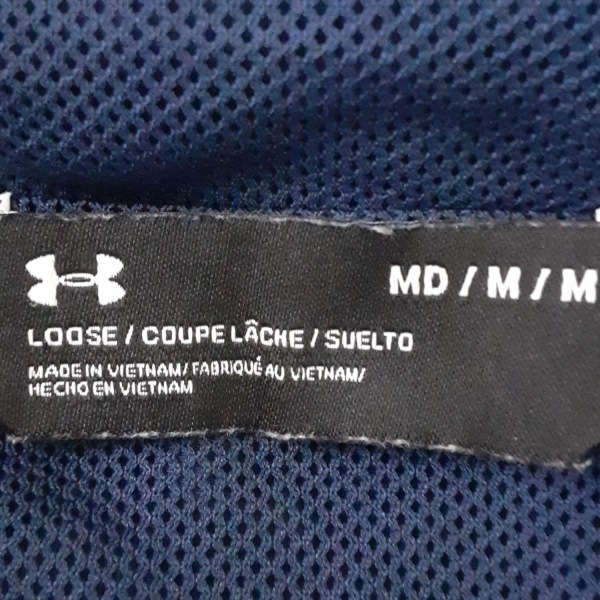 MD / M / M
LOOSE / COUPE LÂCHE / SUELTO
MADE IN VIETNAM/ FABRIQUÉ AU VIETNAM/
HECHO EN VIETNAM